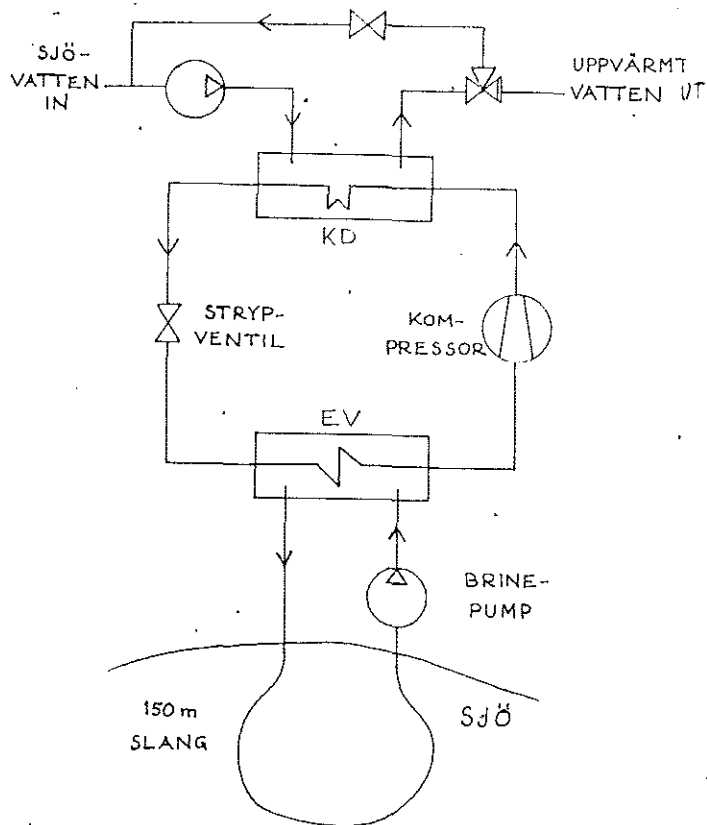 SJÖ-
VATTEN
IN
UPPVÄRMT
VATTEN UT
KD
STRYP-
VENTIL
KOM-
PRESSOR
EV
BRINE-
PUMP
150 m
SLANG
SJÖ